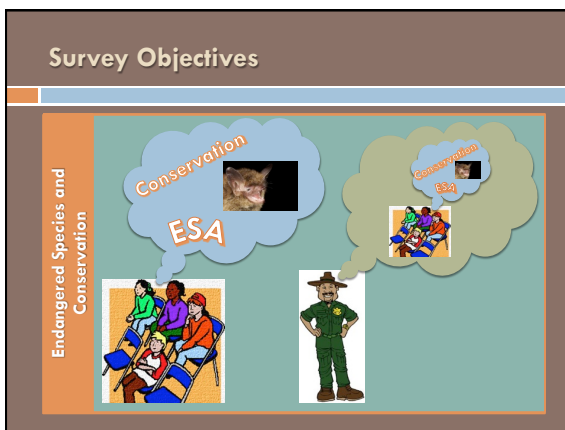 Survey Objectives
Endangered Species and
Conservation
Conservation
ESA
Conservation
ESA